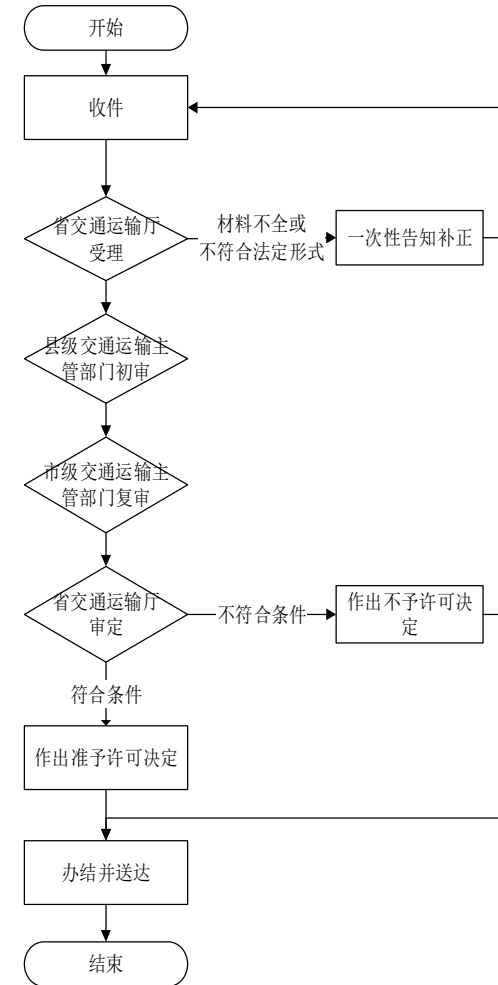 开始
收件
省交通运输厅
受理
材料不全或
不符合法定形式
一次性告知补正
县级交通运输主
管部门初审
市级交通运输主
管部门复审
省交通运输厅
审定
不符合条件
作出不予许可决
定
符合条件
作出准予许可决定
办结并送达
结束